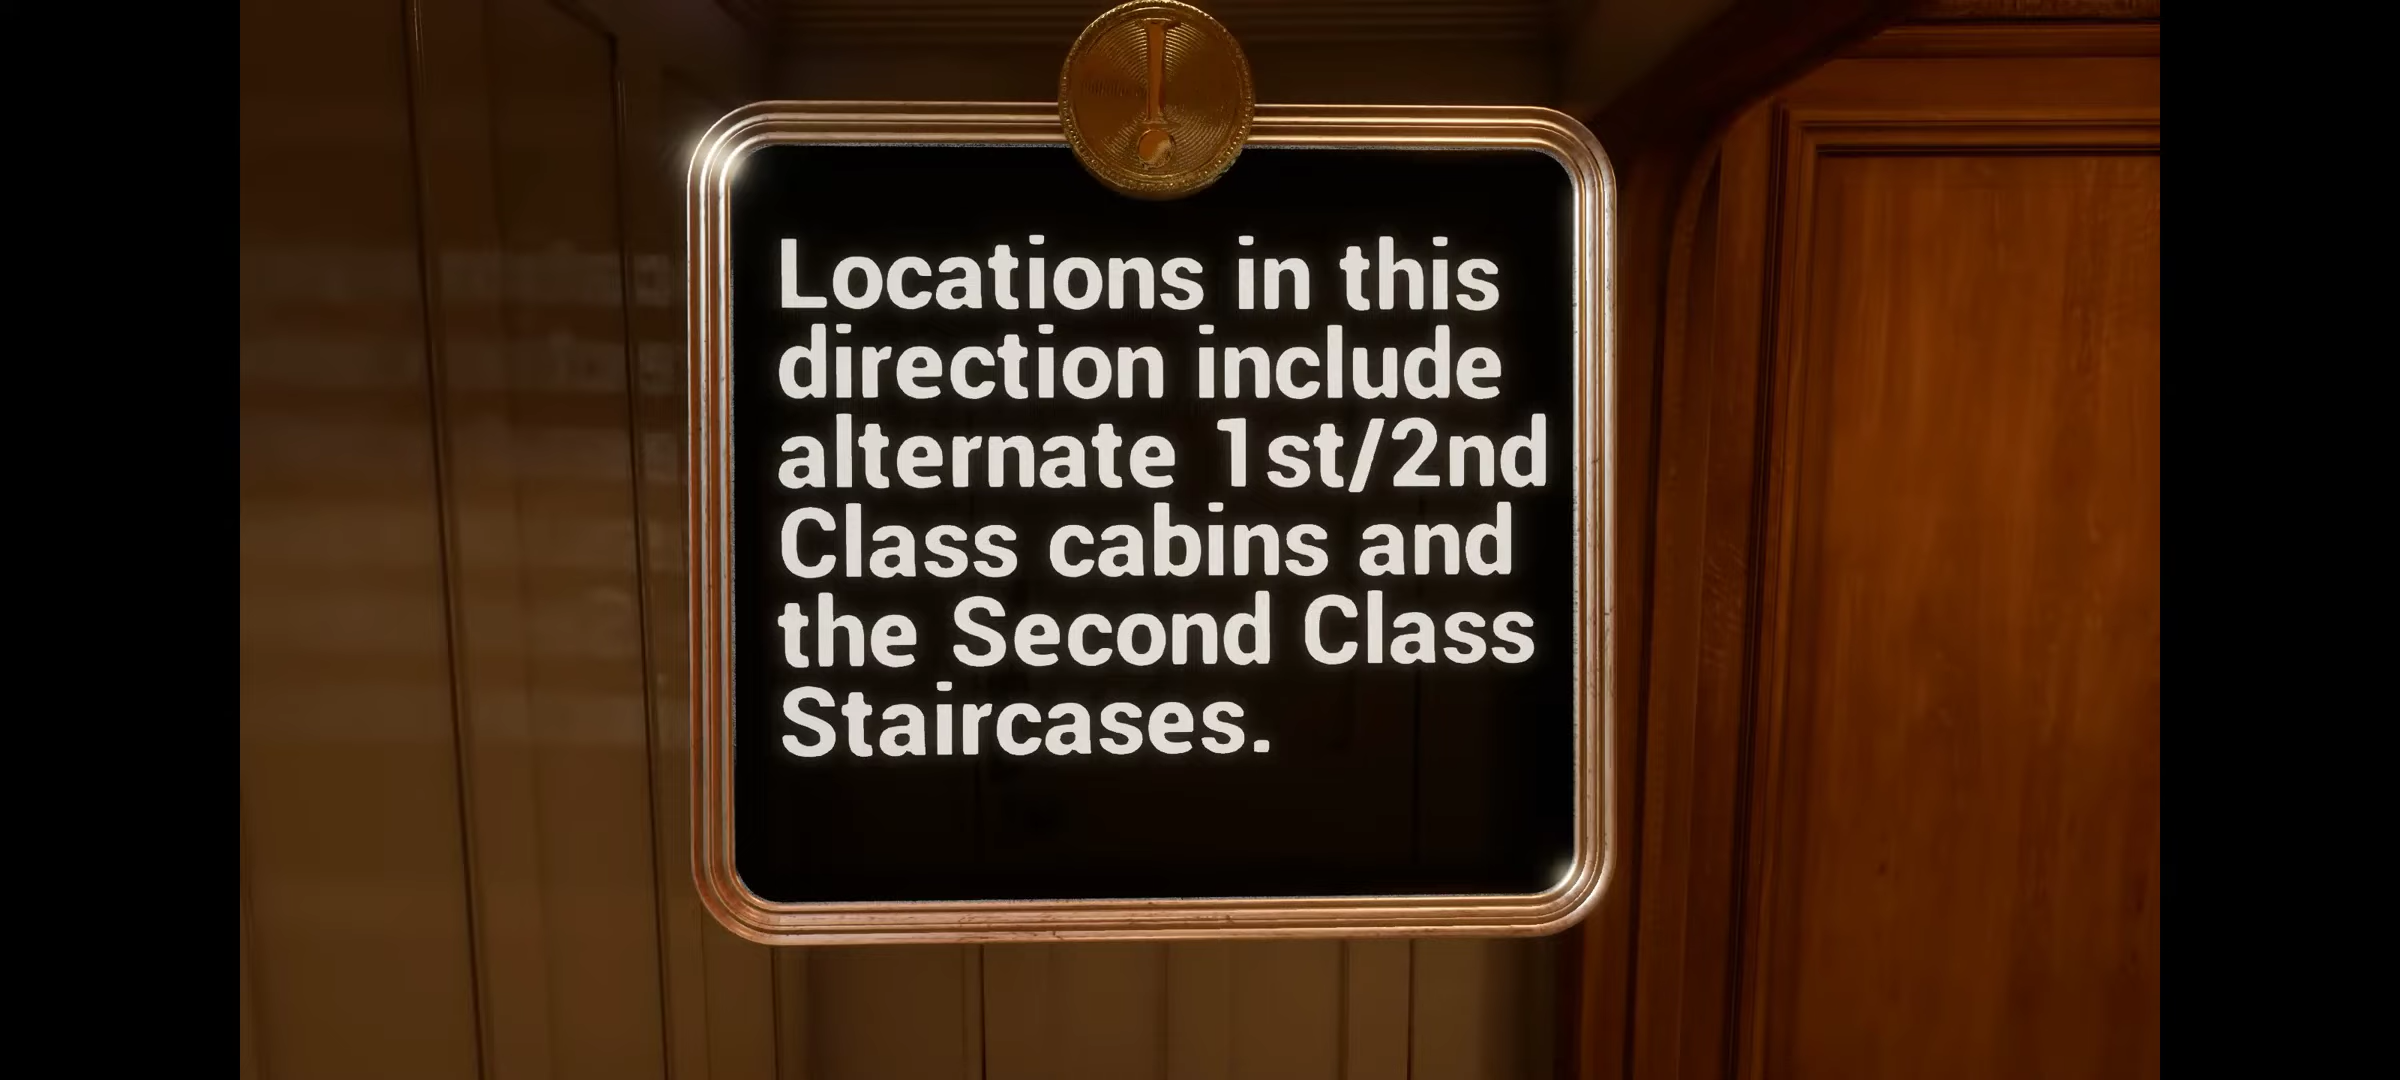 Locations in this
direction include
alternate 1st/2nd
Class cabins and
the Second Class
Staircases.